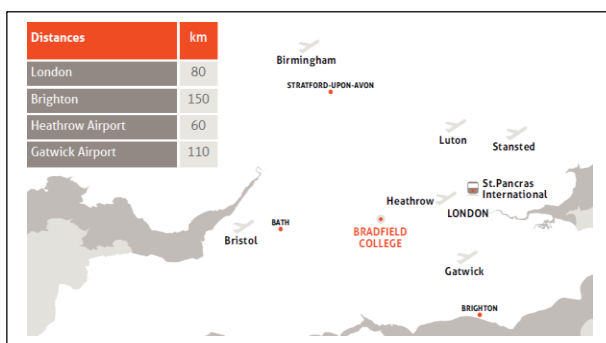 Distances km
London 80
Brighton 150
Heathrow Airport 60
Gatwick Airport 110
Birmingham
STRATFORD-UPON-AVON
Luton
Stansted
St.Pancras
International
Heathrow
LONDON
BATH
Bristol
BRADFIELD
COLLEGE
Gatwick
BRIGHTON